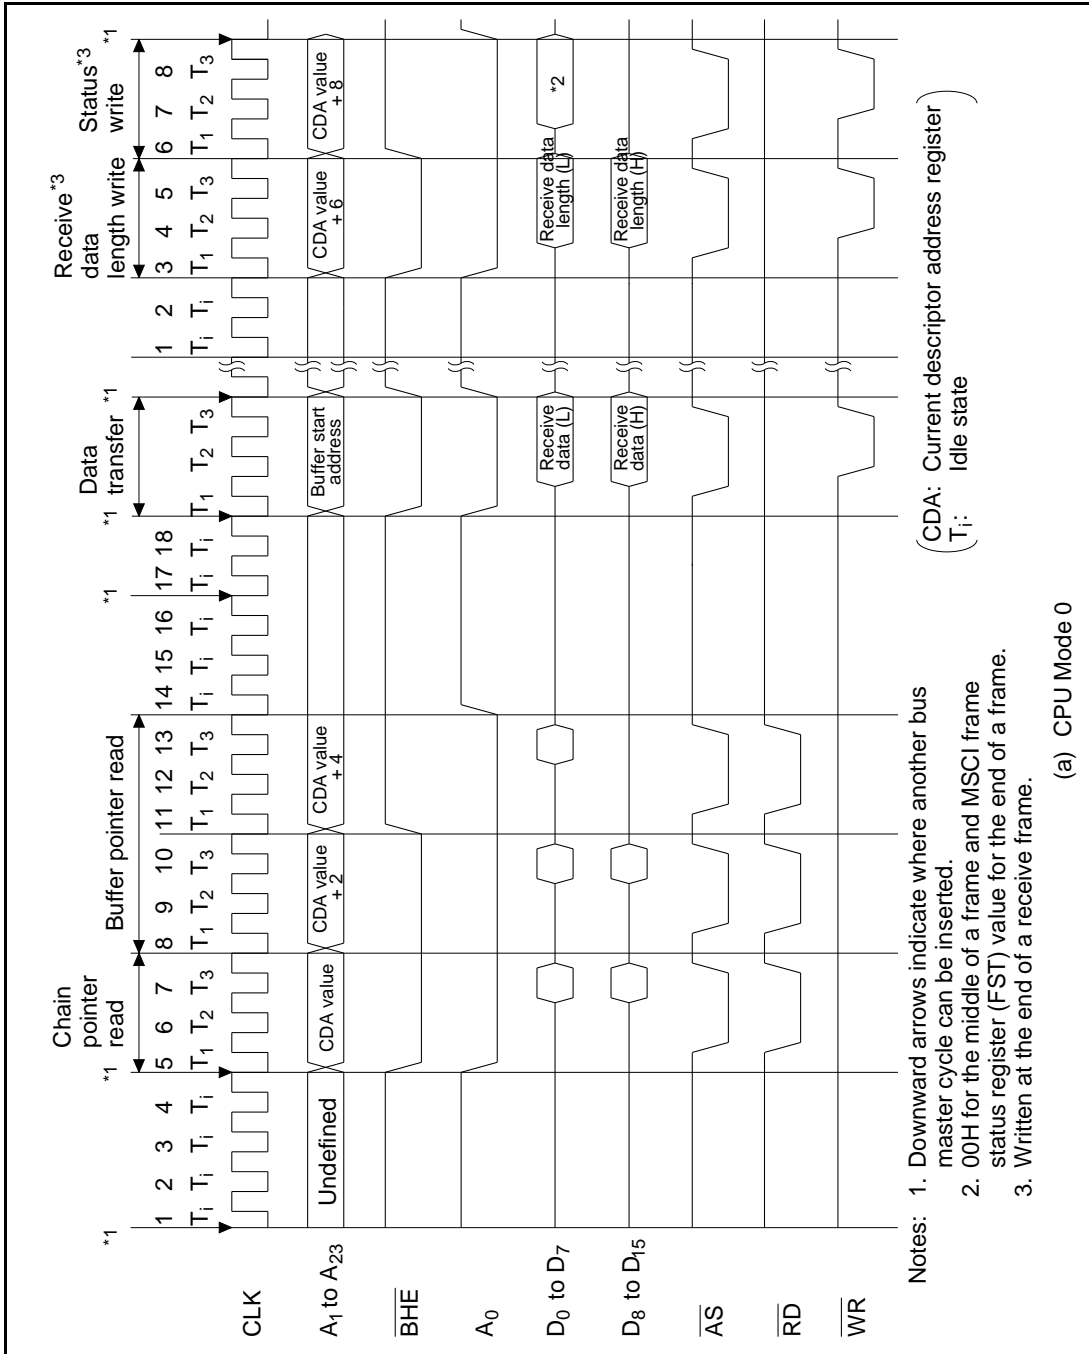 *1 *1 *1 *1 *1 *1
Chain
pointer
read
Buffer pointer read
Data
transfer
Receive*3
data
length write
Status*3
write
1 2 3 4 5 6 7 8 9 10 11 12 13 14 15 16 17 18 1 2 3 4 5 6 7 8
Ti Ti Ti Ti T1 T2 T3 T1 T2 T3 T1 T2 T3 Ti Ti Ti Ti Ti T1 T2 T3 Ti Ti T1 T2 T3 T1 T2 T3
CLK
A1 to A23
Undefined
CDA value
CDA value
+ 2
CDA value
+ 4
Buffer start
address
CDA value
+ 6
CDA value
+ 8
BHE
A0
D0 to D7
Receive
data (L)
Receive data
length (L)
*2
D8 to D15
Receive
data (H)
Receive data
length (H)
AS
RD
WR
Notes: 1. Downward arrows indicate where another bus
master cycle can be inserted.
2. 00H for the middle of a frame and MSCI frame
status register (FST) value for the end of a frame.
3. Written at the end of a receive frame.
(CDA: Current descriptor address register
Ti: Idle state)
(a) CPU Mode 0